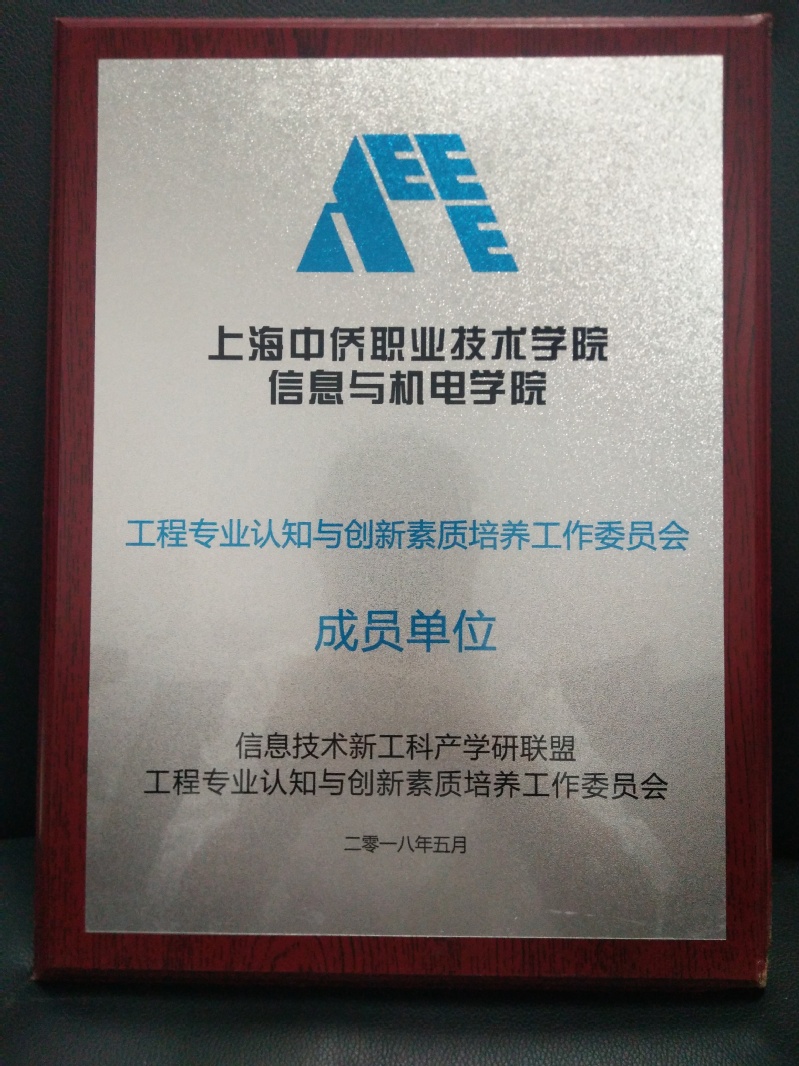 AEEE
上海中侨职业技术学院
信息与机电学院
工程专业认知与创新素质培养工作委员会
成员单位
信息技术新工科产学研联盟
工程专业认知与创新素质培养工作委员会
二零一八年五月